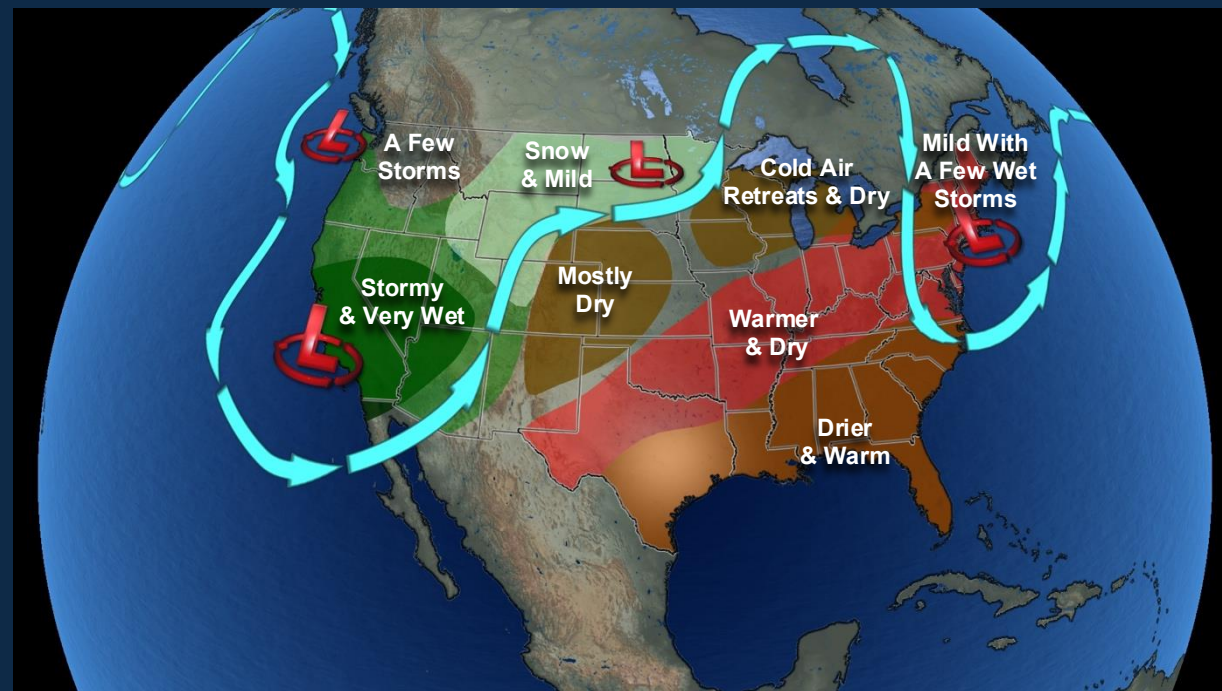 A Few
Storms
Snow
& Mild
L
L
Cold Air
Retreats & Dry
Mild With
A Few Wet
Storms
L
Stormy
& Very Wet
L
Mostly
Dry
Warmer
& Dry
Drier
& Warm